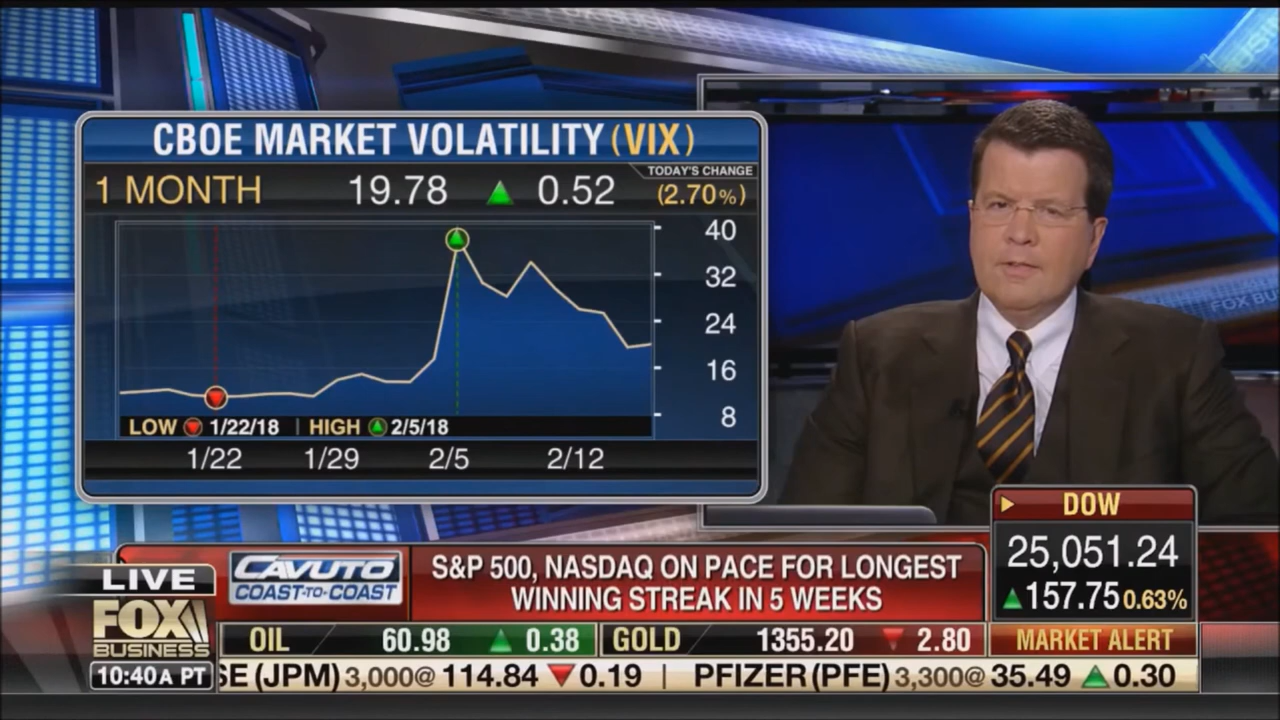 CBOE MARKET VOLATILITY (VIX)
TODAY'S CHANGE
1 MONTH 19.78 ▲ 0.52 (2.70%)
40
32
24
16
8
LOW ▼ 1/22/18 | HIGH ▲ 2/5/18
1/22 1/29 2/5 2/12
FOX BU
DOW
25,051.24
▲157.75 0.63%
MARKET ALERT
CAVUTO
COAST-TO-COAST
S&P 500, NASDAQ ON PACE FOR LONGEST
WINNING STREAK IN 5 WEEKS
LIVE
FOX
BUSINESS
10:40A PT
OIL 60.98 ▲ 0.38 GOLD 1355.20 ▼ 2.80
SE (JPM) 3,000@ 114.84 ▼0.19 | PFIZER (PFE) 3,300@ 35.49 ▲0.30